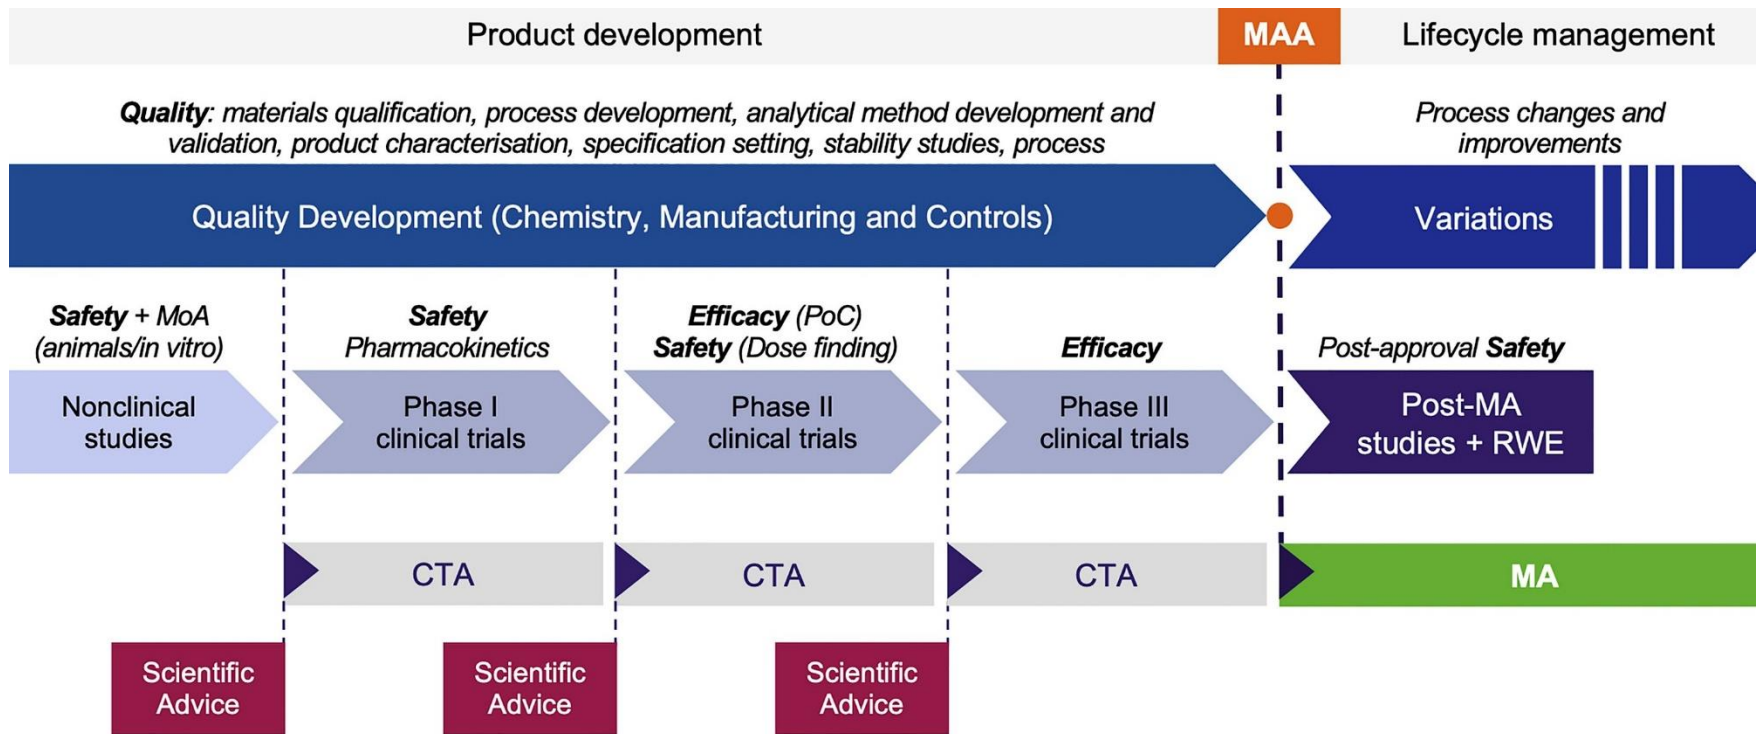 Product development
MAA
Lifecycle management
Quality: materials qualification, process development, analytical method development and
validation, product characterisation, specification setting, stability studies, process
Process changes and
improvements
Quality Development (Chemistry, Manufacturing and Controls)
Variations
Safety + MoA
(animals/in vitro)
Safety
Pharmacokinetics
Efficacy (PoC)
Safety (Dose finding)
Efficacy
Post-approval Safety
Nonclinical
studies
Phase I
clinical trials
Phase II
clinical trials
Phase III
clinical trials
Post-MA
studies + RWE
CTA
CTA
CTA
MA
Scientific
Advice
Scientific
Advice
Scientific
Advice